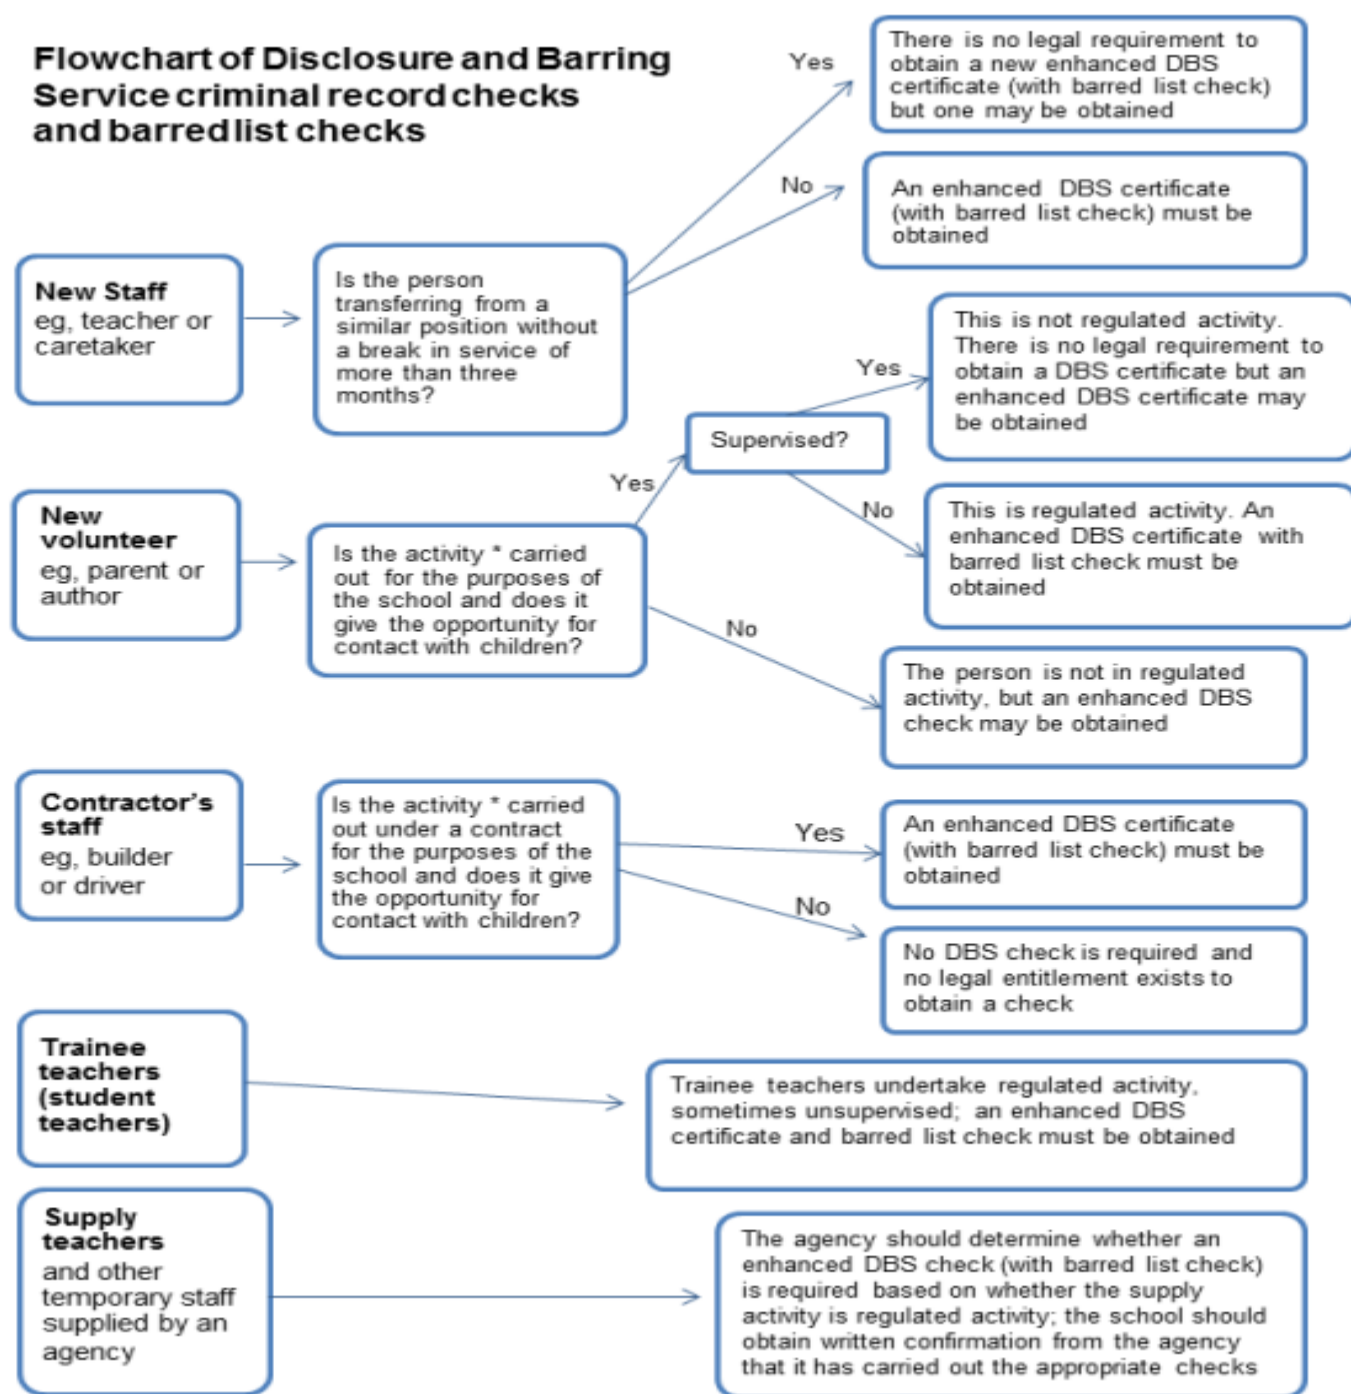 Flowchart of Disclosure and Barring
Service criminal record checks
and barred list checks
Yes
There is no legal requirement to
obtain a new enhanced DBS
certificate (with barred list check)
but one may be obtained
No
An enhanced DBS certificate
(with barred list check) must be
obtained
New Staff
eg, teacher or
caretaker
Is the person
transferring from a
similar position without
a break in service of
more than three
months?
This is not regulated activity.
There is no legal requirement to
obtain a DBS certificate but an
enhanced DBS certificate may
be obtained
Yes
Supervised?
Yes
No
This is regulated activity. An
enhanced DBS certificate with
barred list check must be
obtained
New
volunteer
eg, parent or
author
Is the activity * carried
out for the purposes of
the school and does it
give the opportunity for
contact with children?
No
The person is not in regulated
activity, but an enhanced DBS
check may be obtained
Contractor's
staff
eg, builder
or driver
Is the activity * carried
out under a contract
for the purposes of the
school and does it give
the opportunity for
contact with children?
Yes
An enhanced DBS certificate
(with barred list check) must be
obtained
No
No DBS check is required and
no legal entitlement exists to
obtain a check
Trainee
teachers
(student
teachers)
Trainee teachers undertake regulated activity,
sometimes unsupervised; an enhanced DBS
certificate and barred list check must be obtained
Supply
teachers
and other
temporary staff
supplied by an
agency
The agency should determine whether an
enhanced DBS check (with barred list check)
is required based on whether the supply
activity is regulated activity; the school should
obtain written confirmation from the agency
that it has carried out the appropriate checks